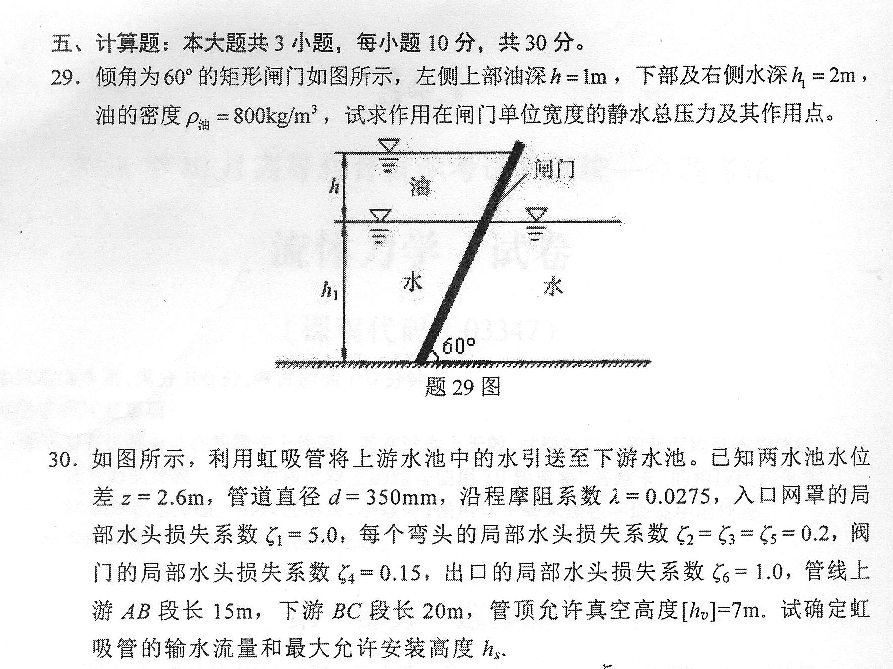 五、计算题：本大题共3小题，每小题10分，共30分。
29．倾角为60°的矩形闸门如图所示，左侧上部油深h=1m，下部及右侧水深h₁=2m，
油的密度ρ油=800kg/m³，试求作用在闸门单位宽度的静水总压力及其作用点。
闸门
h
油
h₁
水
水
60°
题29图
30．如图所示，利用虹吸管将上游水池中的水引送至下游水池。已知两水池水位
差z=2.6m，管道直径d=350mm，沿程摩阻系数λ=0.0275，入口网罩的局
部水头损失系数ζ₁=5.0，每个弯头的局部水头损失系数ζ₂=ζ₃=ζ₅=0.2，阀
门的局部水头损失系数ζ₄=0.15，出口的局部水头损失系数ζ₆=1.0，管线上
游AB段长15m，下游BC段长20m，管顶允许真空高度[hᵥ]=7m．试确定虹
吸管的输水流量和最大允许安装高度hₛ.